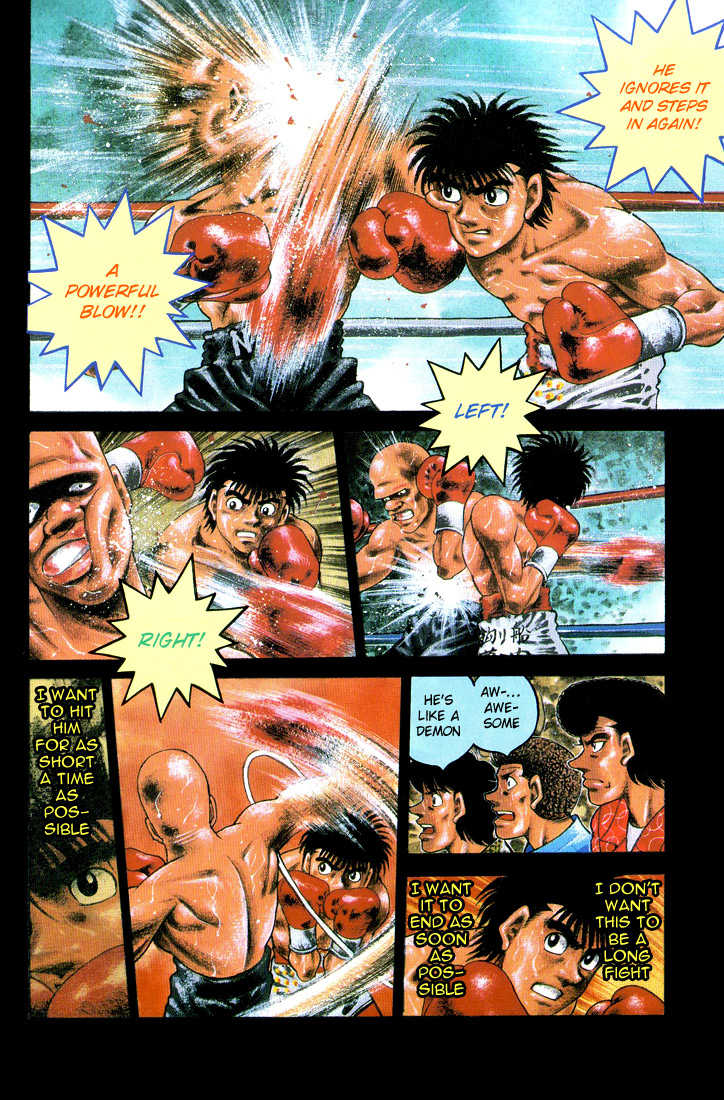 HE
IGNORES IT
AND STEPS
IN AGAIN!
A
POWERFUL
BLOW!!
N
LEFT!
RIGHT!
AW-...
AWE-
SOME
HE'S
LIKE A
DEMON
I DON'T
WANT
THIS TO
BE A
LONG
FIGHT
I WANT
IT TO
END AS
SOON
AS
POS-
SIBLE
I WANT
TO HIT
HIM
FOR AS
SHORT
A TIME
AS
POS-
SIBLE